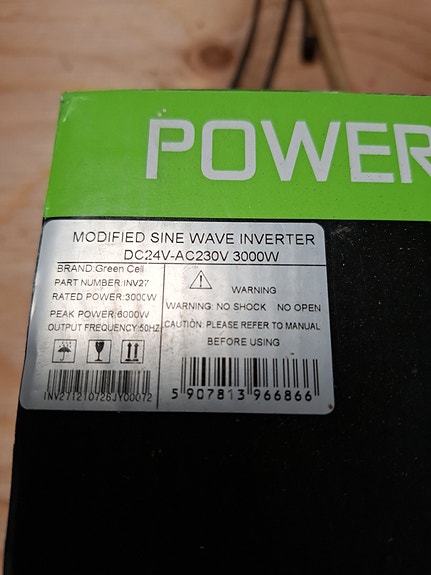 POWER
MODIFIED SINE WAVE INVERTER
DC24V-AC230V 3000W
BRAND:Green Cell
PART NUMBER:INV27
RATED POWER:3000W
PEAK POWER:6000W
OUTPUT FREQUENCY:50HZ
WARNING
WARNING: NO SHOCK NO OPEN
CAUTION: PLEASE REFER TO MANUAL
BEFORE USING
INV271210726JY00072
5 907813 966866